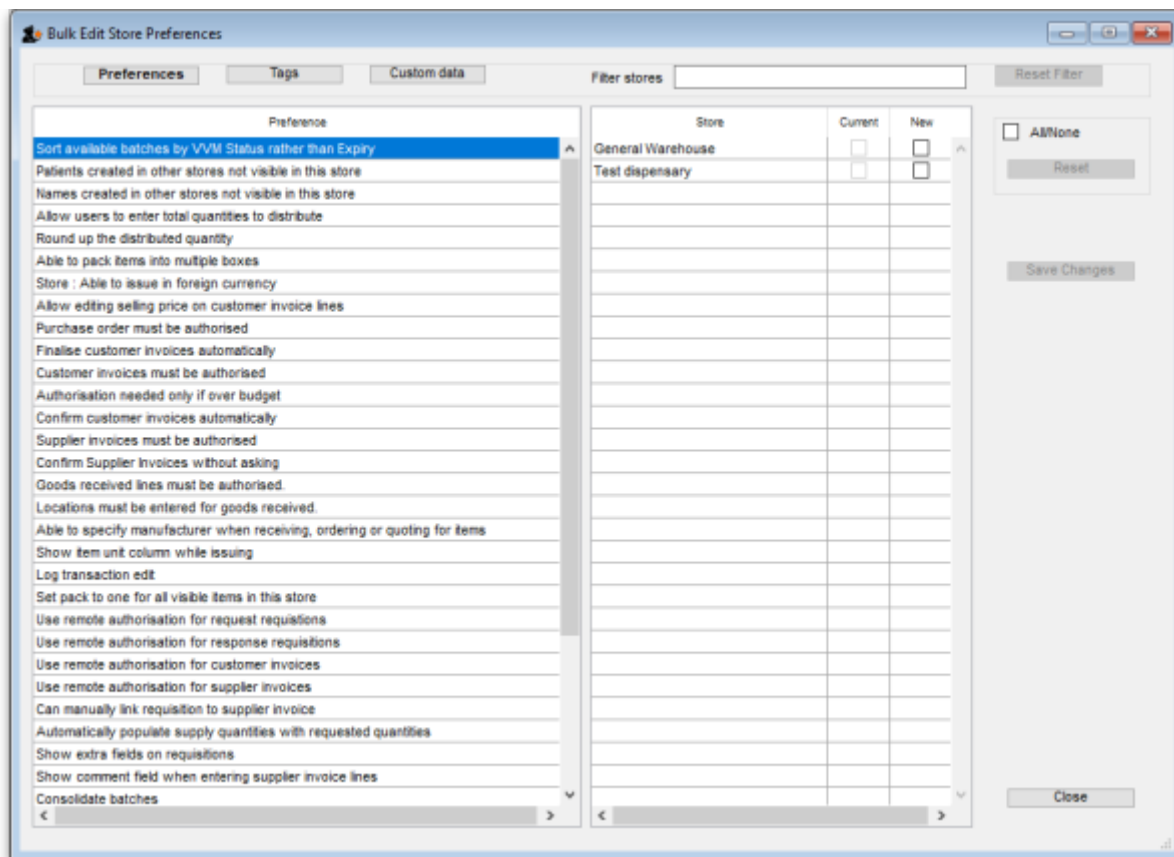 Bulk Edit Store Preferences
Preferences Tags Custom data Filter stores Reset Filter
Preference
Sort available batches by VVM Status rather than Expiry
Patients created in other stores not visible in this store
Names created in other stores not visible in this store
Allow users to enter total quantities to distribute
Round up the distributed quantity
Able to pack items into multiple boxes
Store : Able to issue in foreign currency
Allow editing selling price on customer invoice lines
Purchase order must be authorised
Finalise customer invoices automatically
Customer invoices must be authorised
Authorisation needed only if over budget
Confirm customer invoices automatically
Supplier invoices must be authorised
Confirm Supplier Invoices without asking
Goods received lines must be authorised.
Locations must be entered for goods received.
Able to specify manufacturer when receiving, ordering or quoting for items
Show item unit column while issuing
Log transaction edit
Set pack to one for all visible items in this store
Use remote authorisation for request requistions
Use remote authorisation for response requisitions
Use remote authorisation for customer invoices
Use remote authorisation for supplier invoices
Can manually link requisition to supplier invoice
Automatically populate supply quantities with requested quantities
Show extra fields on requisitions
Show comment field when entering supplier invoice lines
Consolidate batches
Store Current New
General Warehouse
Test dispensary
All/None
Reset
Save Changes
Close